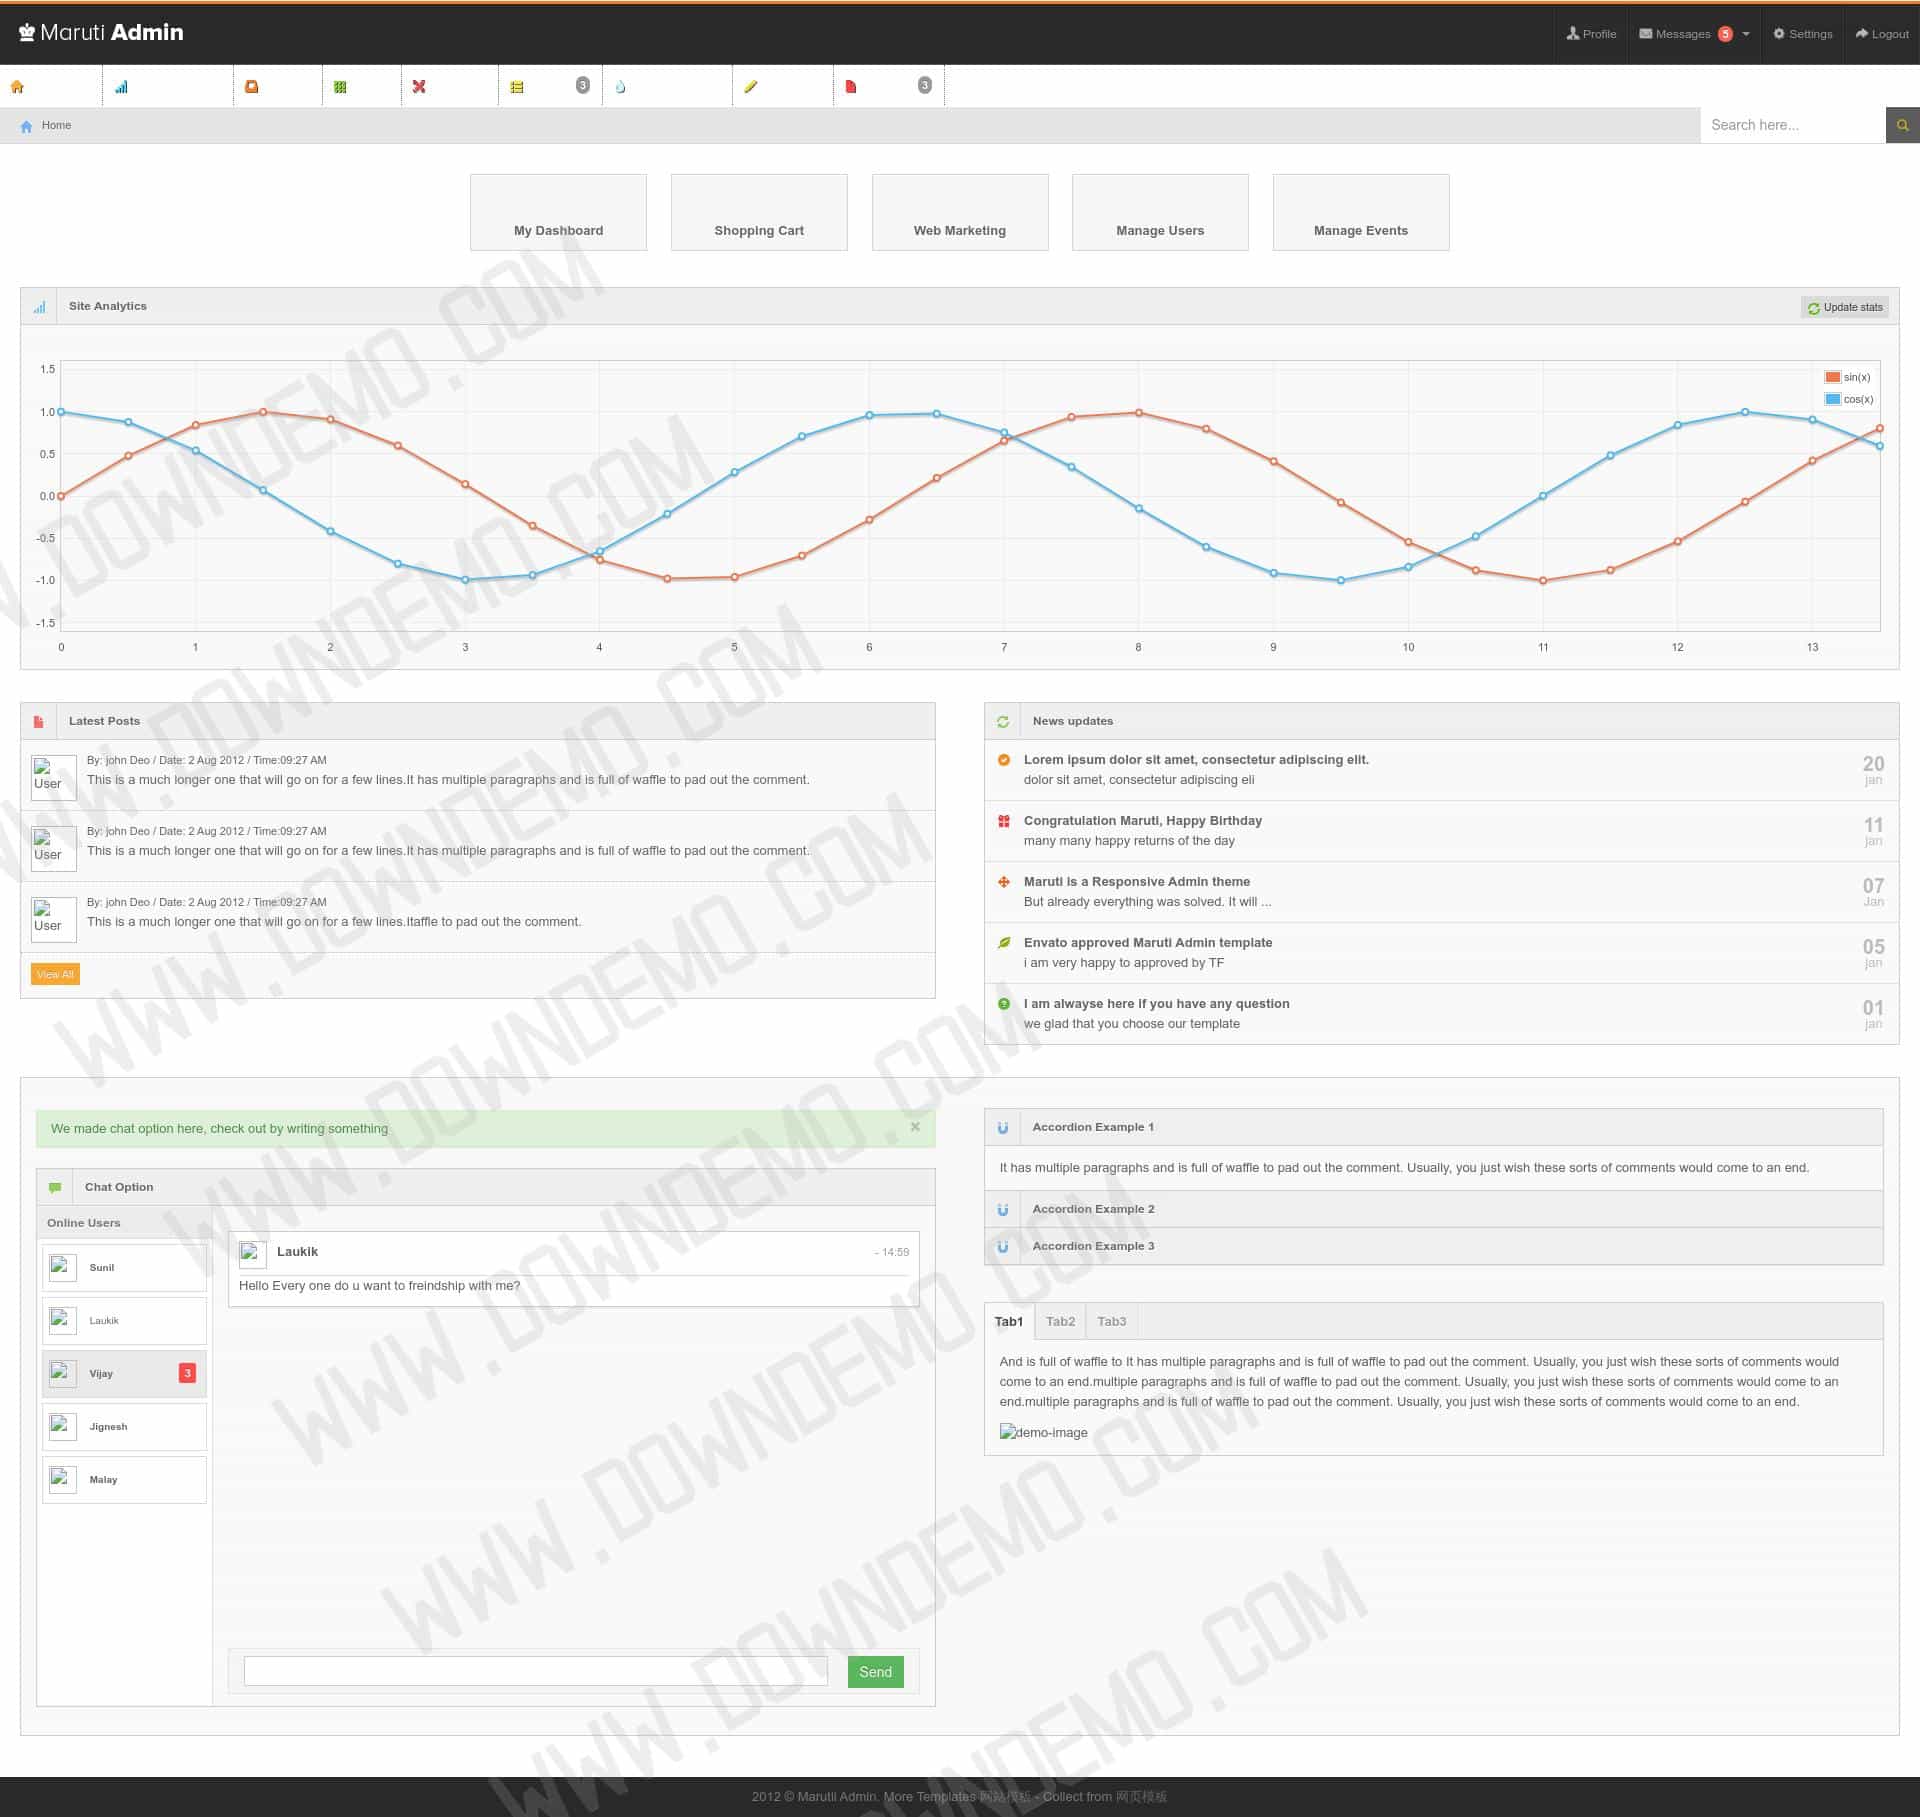 Maruti Admin
Profile
Messages 5
Settings
Logout
3
3
Home
Search here...
My Dashboard
Shopping Cart
Web Marketing
Manage Users
Manage Events
Site Analytics
Update stats
1.5
1.0
0.5
0.0
-0.5
-1.0
-1.5
sin(x)
cos(x)
0 1 2 3 4 5 6 7 8 9 10 11 12 13
Latest Posts
User
By: john Deo / Date: 2 Aug 2012 / Time:09:27 AM
This is a much longer one that will go on for a few lines.It has multiple paragraphs and is full of waffle to pad out the comment.
User
By: john Deo / Date: 2 Aug 2012 / Time:09:27 AM
This is a much longer one that will go on for a few lines.It has multiple paragraphs and is full of waffle to pad out the comment.
User
By: john Deo / Date: 2 Aug 2012 / Time:09:27 AM
This is a much longer one that will go on for a few lines.Itaffle to pad out the comment.
View All
News updates
Lorem ipsum dolor sit amet, consectetur adipiscing elit.
dolor sit amet, consectetur adipiscing eli
20
jan
Congratulation Maruti, Happy Birthday
many many happy returns of the day
11
jan
Maruti is a Responsive Admin theme
But already everything was solved. It will ...
07
Jan
Envato approved Maruti Admin template
i am very happy to approved by TF
05
jan
I am alwayse here if you have any question
we glad that you choose our template
01
jan
We made chat option here, check out by writing something
×
Chat Option
Online Users
Sunil
Laukik
Vijay 3
Jignesh
Malay
Laukik - 14:59
Hello Every one do u want to freindship with me?
Send
Accordion Example 1
It has multiple paragraphs and is full of waffle to pad out the comment. Usually, you just wish these sorts of comments would come to an end.
Accordion Example 2
Accordion Example 3
Tab1 Tab2 Tab3
And is full of waffle to It has multiple paragraphs and is full of waffle to pad out the comment. Usually, you just wish these sorts of comments would
come to an end.multiple paragraphs and is full of waffle to pad out the comment. Usually, you just wish these sorts of comments would come to an
end.multiple paragraphs and is full of waffle to pad out the comment. Usually, you just wish these sorts of comments would come to an end.
demo-image
2012 © Marutii Admin. More Templates 网站模板 - Collect from 网页模板
WWW.DOWNDEMO.COM
WWW.DOWNDEMO.COM
WWW.DOWNDEMO.COM
WWW.DOWNDEMO.COM
WWW.DOWNDEMO.COM
WWW.DOWNDEMO.COM
WWW.DOWNDEMO.COM
WWW.DOWNDEMO.COM